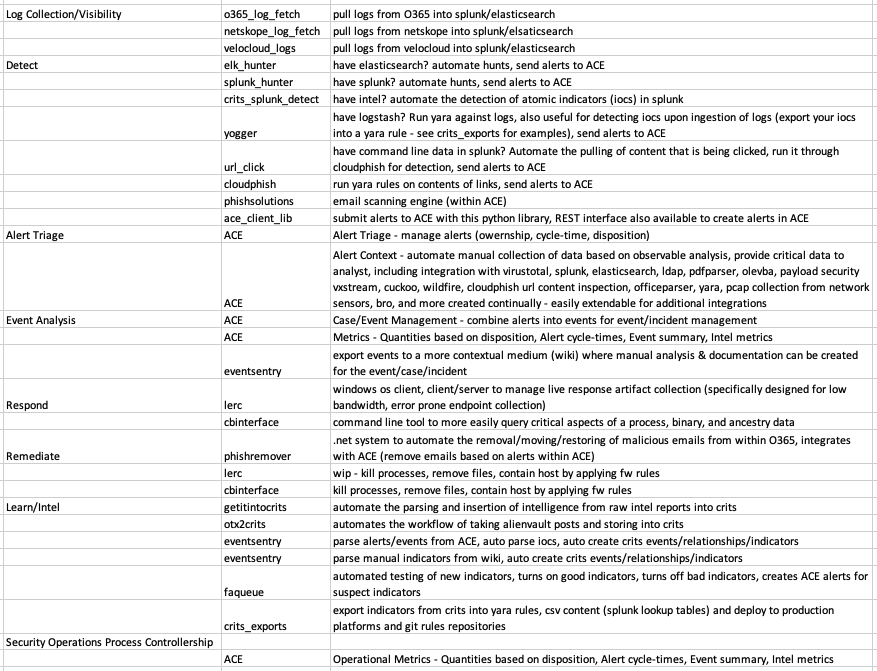 Log Collection/Visibility o365_log_fetch pull logs from O365 into splunk/elasticsearch
netskope_log_fetch pull logs from netskope into splunk/elsaticsearch
velocloud_logs pull logs from velocloud into splunk/elasticsearch
Detect elk_hunter have elasticsearch? automate hunts, send alerts to ACE
splunk_hunter have splunk? automate hunts, send alerts to ACE
crits_splunk_detect have intel? automate the detection of atomic indicators (iocs) in splunk
have logstash? Run yara against logs, also useful for detecting iocs upon ingestion of logs (export your iocs
yogger into a yara rule - see crits_exports for examples), send alerts to ACE
have command line data in splunk? Automate the pulling of content that is being clicked, run it through
url_click cloudphish for detection, send alerts to ACE
cloudphish run yara rules on contents of links, send alerts to ACE
phishsolutions email scanning engine (within ACE)
ace_client_lib submit alerts to ACE with this python library, REST interface also available to create alerts in ACE
Alert Triage ACE Alert Triage - manage alerts (owernship, cycle-time, disposition)
Alert Context - automate manual collection of data based on observable analysis, provide critical data to
analyst, including integration with virustotal, splunk, elasticsearch, ldap, pdfparser, olevba, payload security
vxstream, cuckoo, wildfire, cloudphish url content inspection, officeparser, yara, pcap collection from network
ACE sensors, bro, and more created continually - easily extendable for additional integrations
Event Analysis ACE Case/Event Management - combine alerts into events for event/incident management
ACE Metrics - Quantities based on disposition, Alert cycle-times, Event summary, Intel metrics
export events to a more contextual medium (wiki) where manual analysis & documentation can be created
eventsentry for the event/case/incident
windows os client, client/server to manage live response artifact collection (specifically designed for low
Respond lerc bandwidth, error prone endpoint collection)
cbinterface command line tool to more easily query critical aspects of a process, binary, and ancestry data
.net system to automate the removal/moving/restoring of malicious emails from within O365, integrates
Remediate phishremover with ACE (remove emails based on alerts within ACE)
lerc wip - kill processes, remove files, contain host by applying fw rules
cbinterface kill processes, remove files, contain host by applying fw rules
Learn/Intel getitintocrits automate the parsing and insertion of intelligence from raw intel reports into crits
otx2crits automates the workflow of taking alienvault posts and storing into crits
eventsentry parse alerts/events from ACE, auto parse iocs, auto create crits events/relationships/indicators
eventsentry parse manual indicators from wiki, auto create crits events/relationships/indicators
automated testing of new indicators, turns on good indicators, turns off bad indicators, creates ACE alerts for
faqueue suspect indicators
export indicators from crits into yara rules, csv content (splunk lookup tables) and deploy to production
crits_exports platforms and git rules repositories
Security Operations Process Controllership
ACE Operational Metrics - Quantities based on disposition, Alert cycle-times, Event summary, Intel metrics